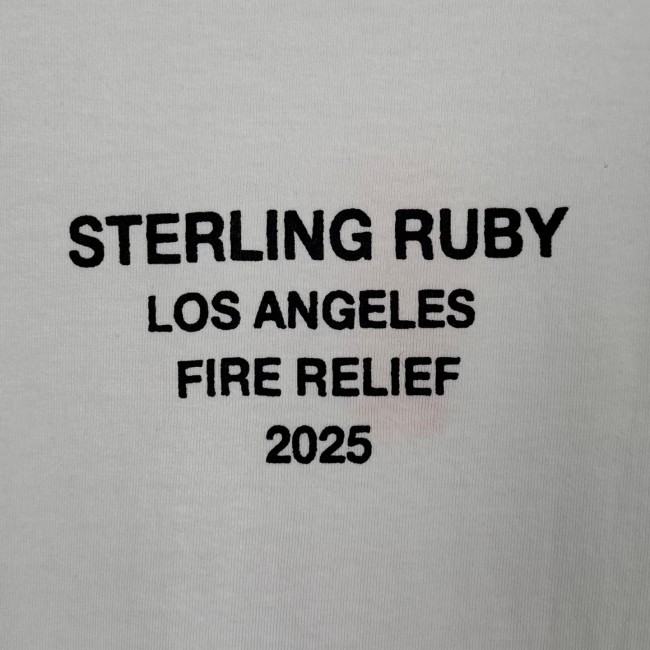 STERLING RUBY
LOS ANGELES
FIRE RELIEF
2025